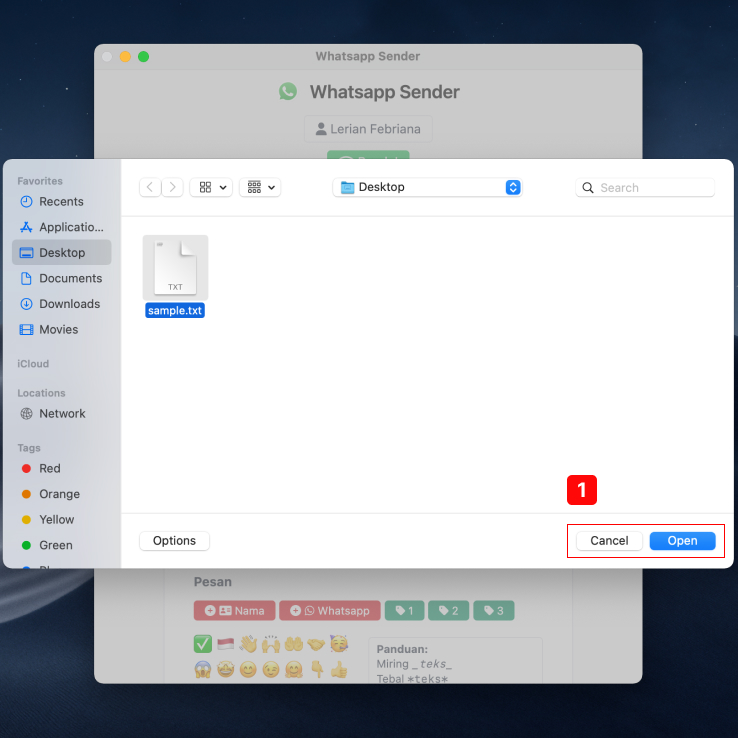 Whatsapp Sender
Whatsapp Sender
Lerian Febriana
Favorites
Recents
Applicatio...
Desktop
Documents
Downloads
Movies
iCloud
Locations
Network
Tags
Red
Orange
Yellow
Green
Desktop
Search
TXT
sample.txt
1
Options
Cancel
Open
Pesan
Nama
Whatsapp
1
2
3
Panduan:
Miring _teks_
Tebal *teks*